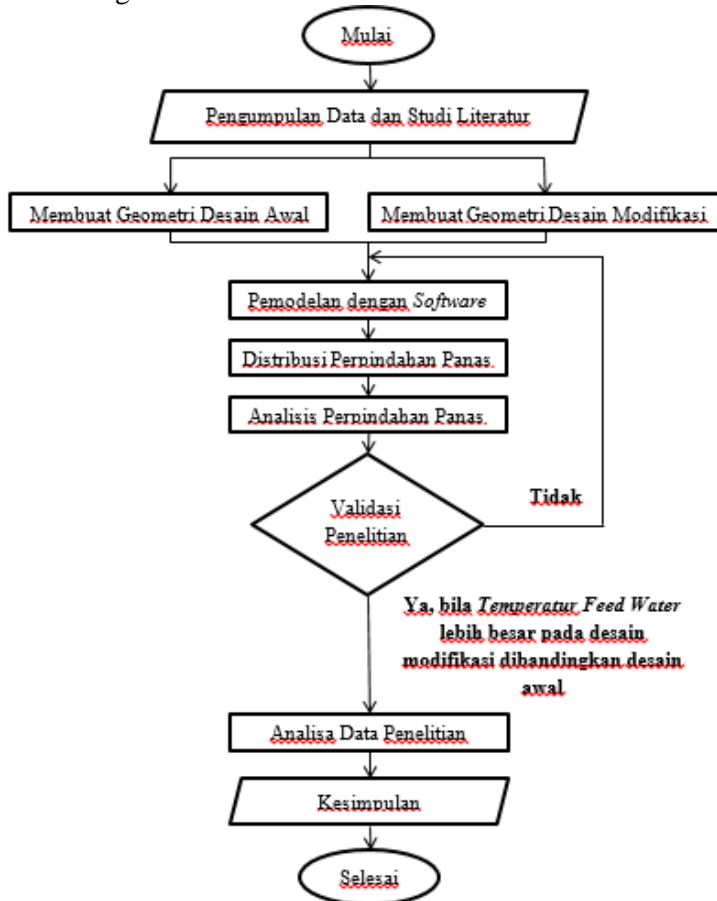 Mulai
Pengumpulan Data dan Studi Literatur
Membuat Geometri Desain Awal
Membuat Geometri Desain Modifikasi
Pemodelan dengan Software
Distribusi Perpindahan Panas
Analisis Perpindahan Panas
Validasi
Penelitian
Tidak
Ya, bila Temperatur Feed Water
lebih besar pada desain
modifikasi dibandingkan desain
awal
Analisa Data Penelitian
Kesimpulan
Selesai